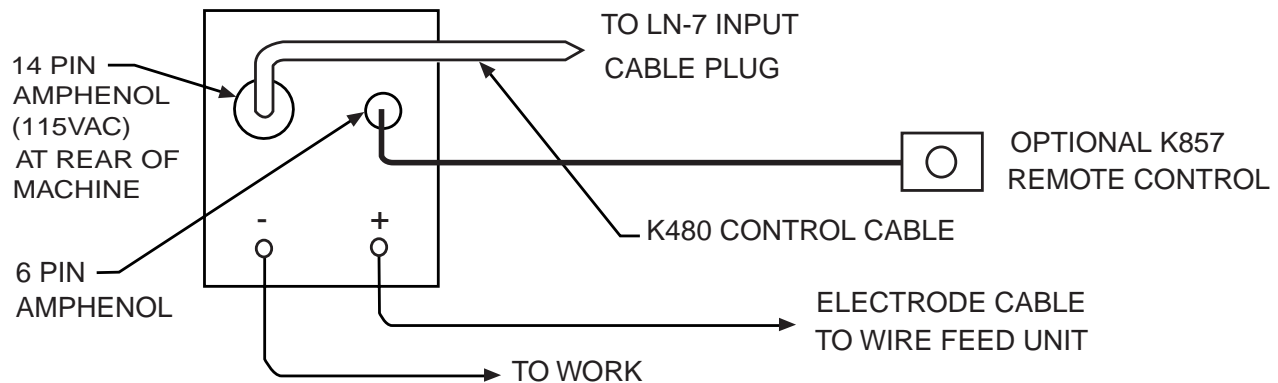 TO LN-7 INPUT
CABLE PLUG
14 PIN
AMPHENOL
(115VAC)
AT REAR OF
MACHINE
OPTIONAL K857
REMOTE CONTROL
- +
K480 CONTROL CABLE
6 PIN
AMPHENOL
ELECTRODE CABLE
TO WIRE FEED UNIT
TO WORK